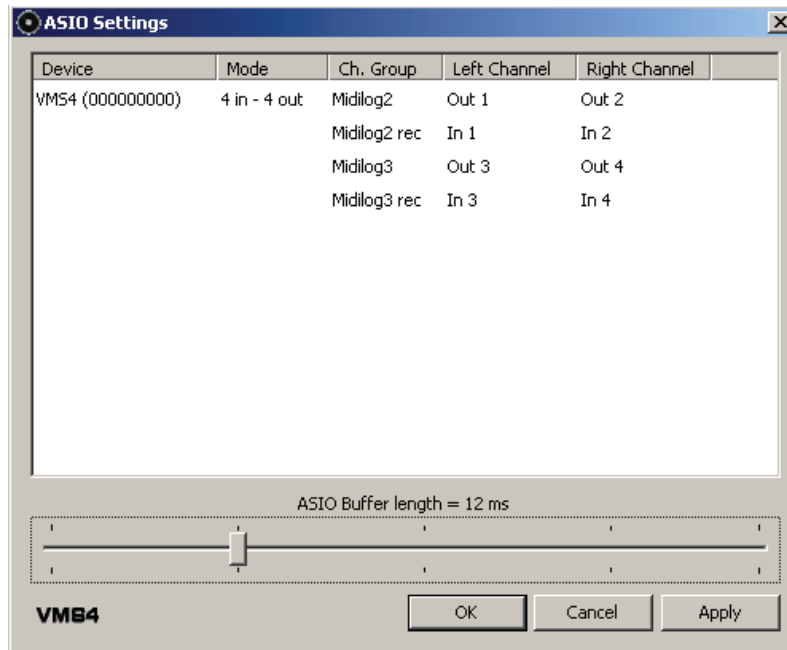 ASIO Settings
Device Mode Ch. Group Left Channel Right Channel
VMS4 (000000000) 4 in - 4 out Midilog2 Out 1 Out 2
Midilog2 rec In 1 In 2
Midilog3 Out 3 Out 4
Midilog3 rec In 3 In 4
ASIO Buffer length = 12 ms
VMS4 OK Cancel Apply